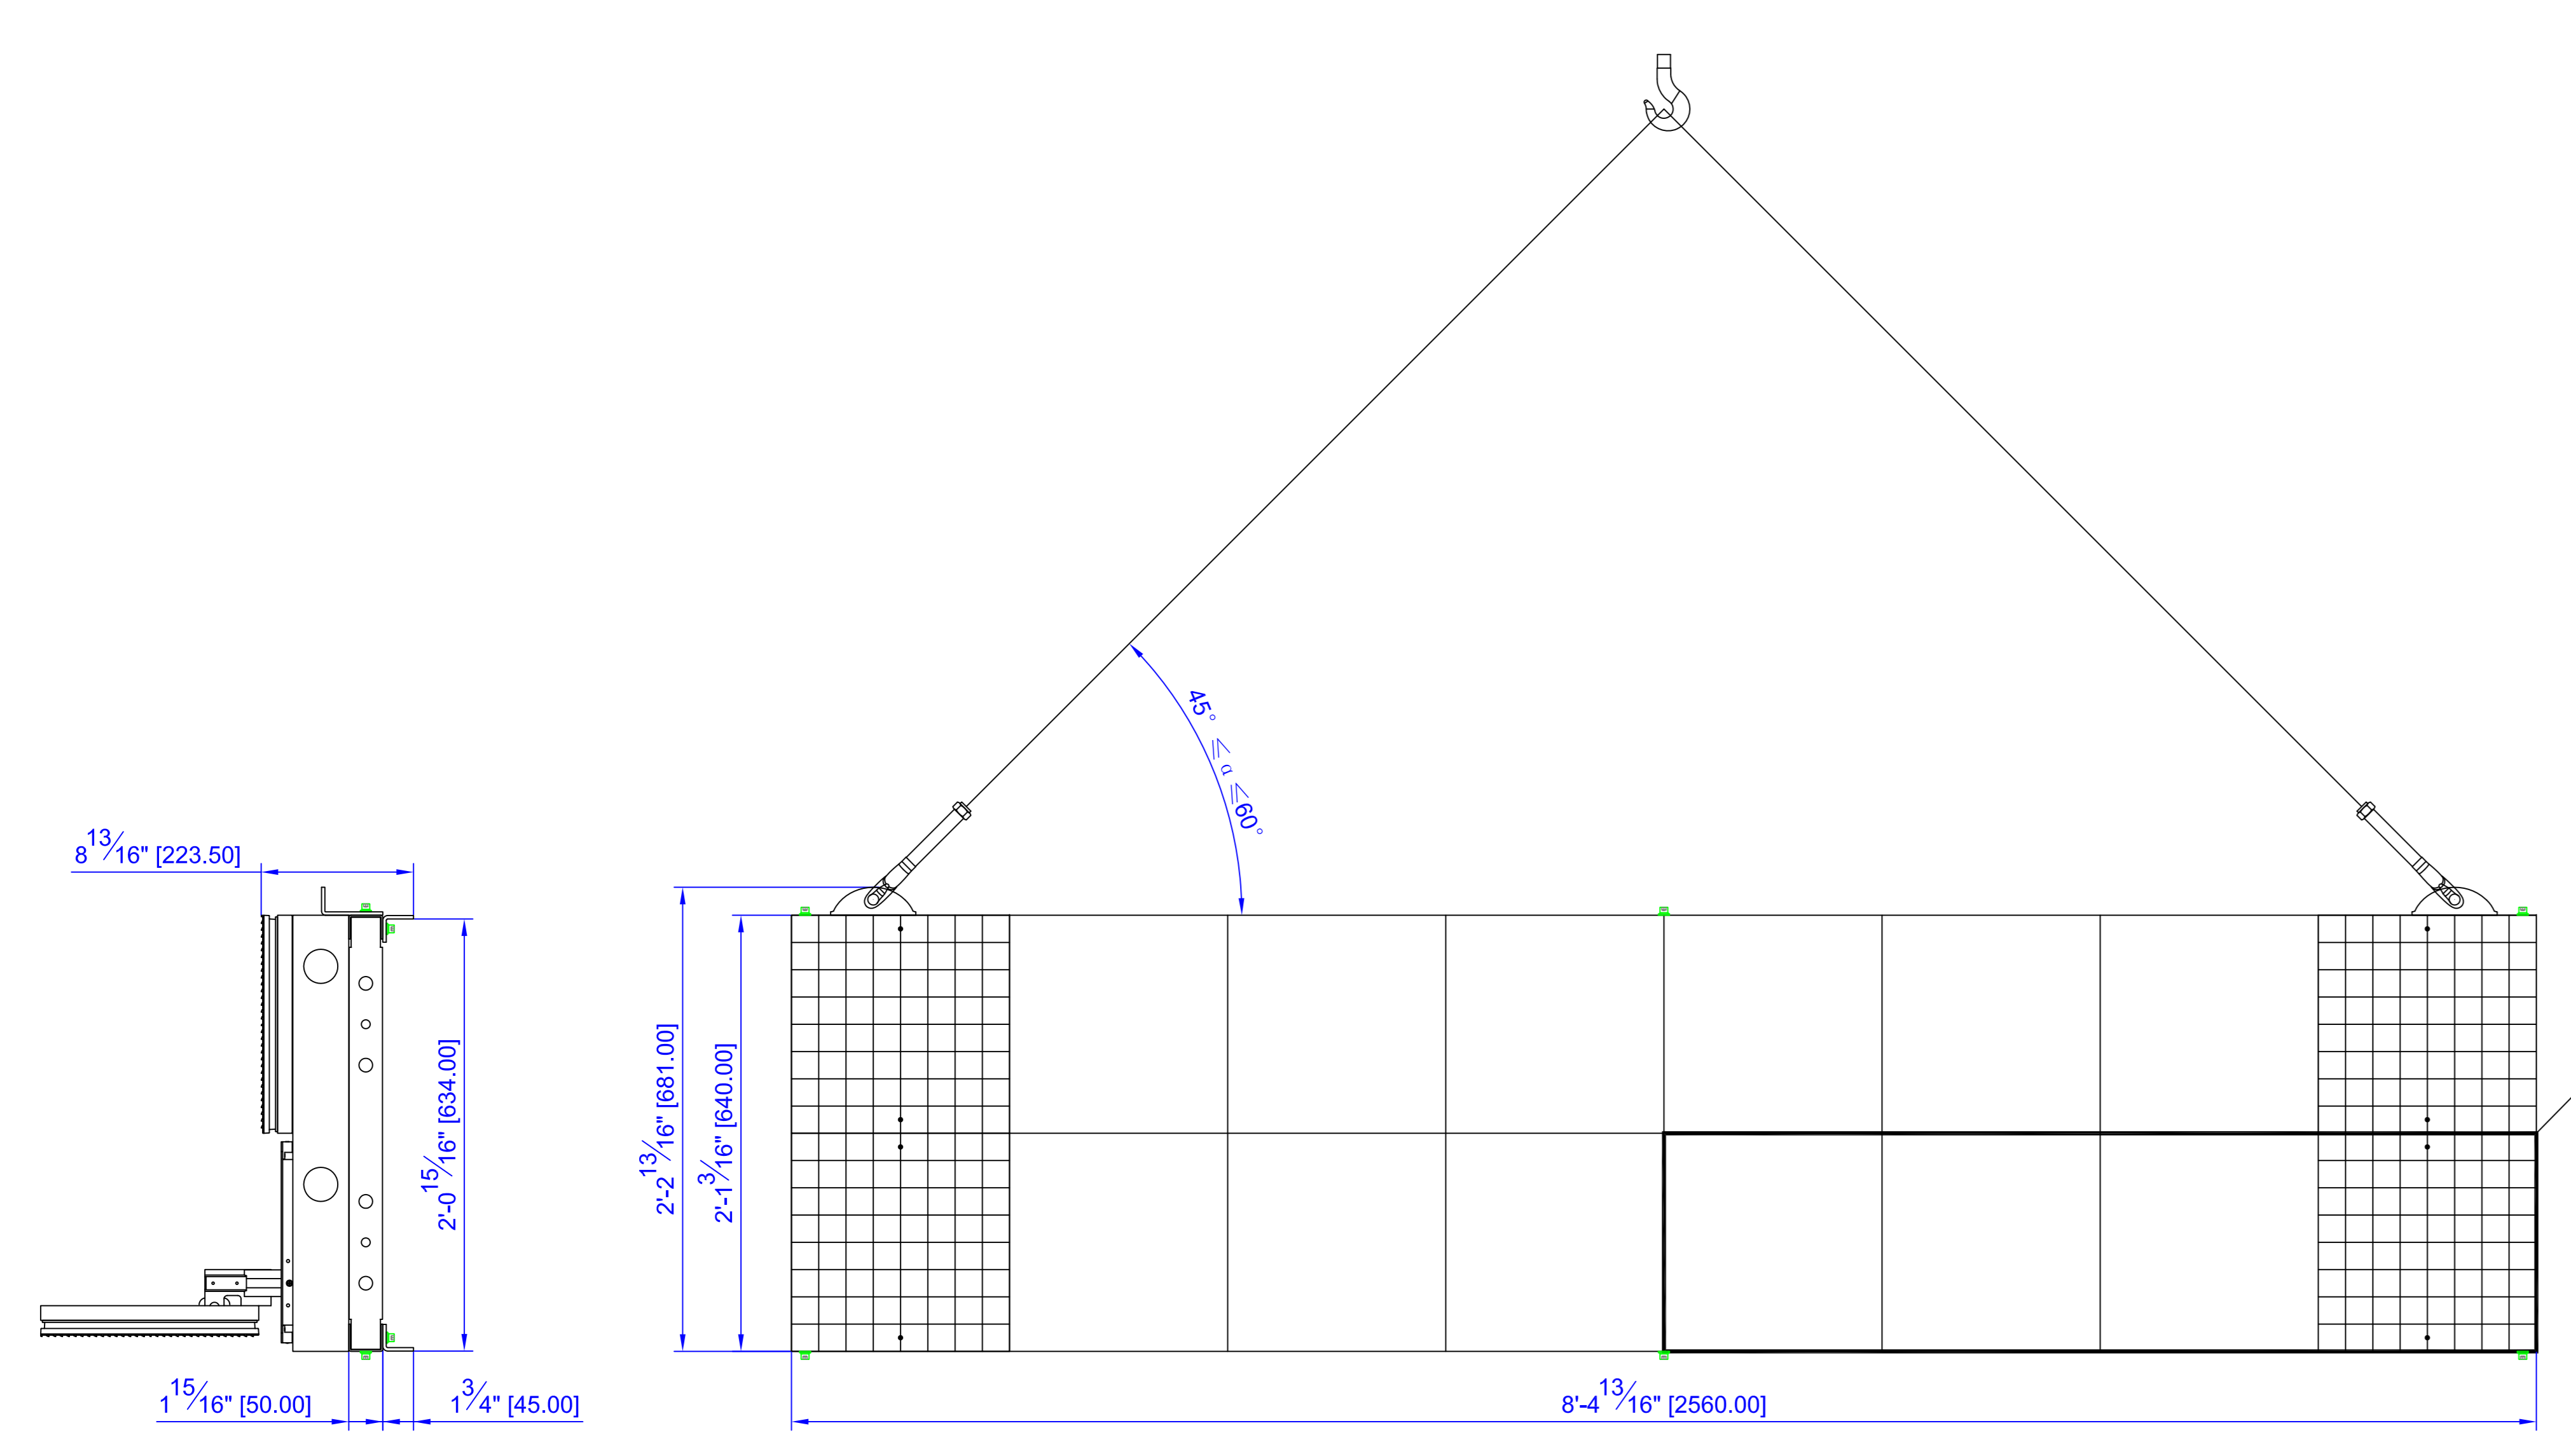 45° ≤ α ≤60°
8 13/16" [223.50]
2'-0 15/16" [634.00]
2'-2 13/16" [681.00]
2'-1 3/16" [640.00]
1 15/16" [50.00]
1 3/4" [45.00]
8'-4 13/16" [2560.00]